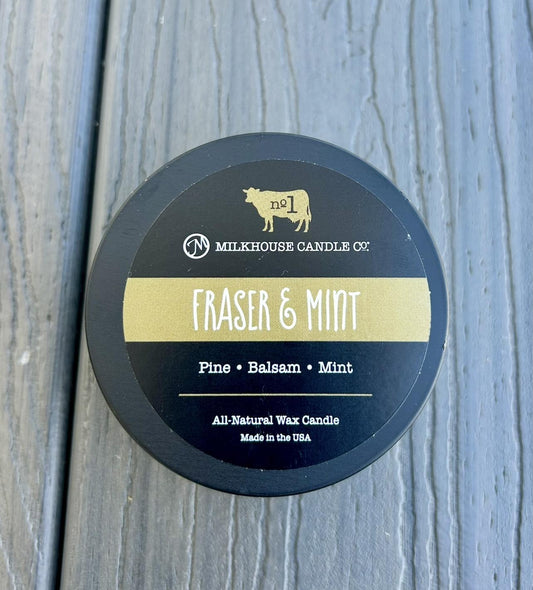 nº1
MILKHOUSE CANDLE CO.
FRASER & MINT
Pine • Balsam • Mint
All-Natural Wax Candle
Made in the USA